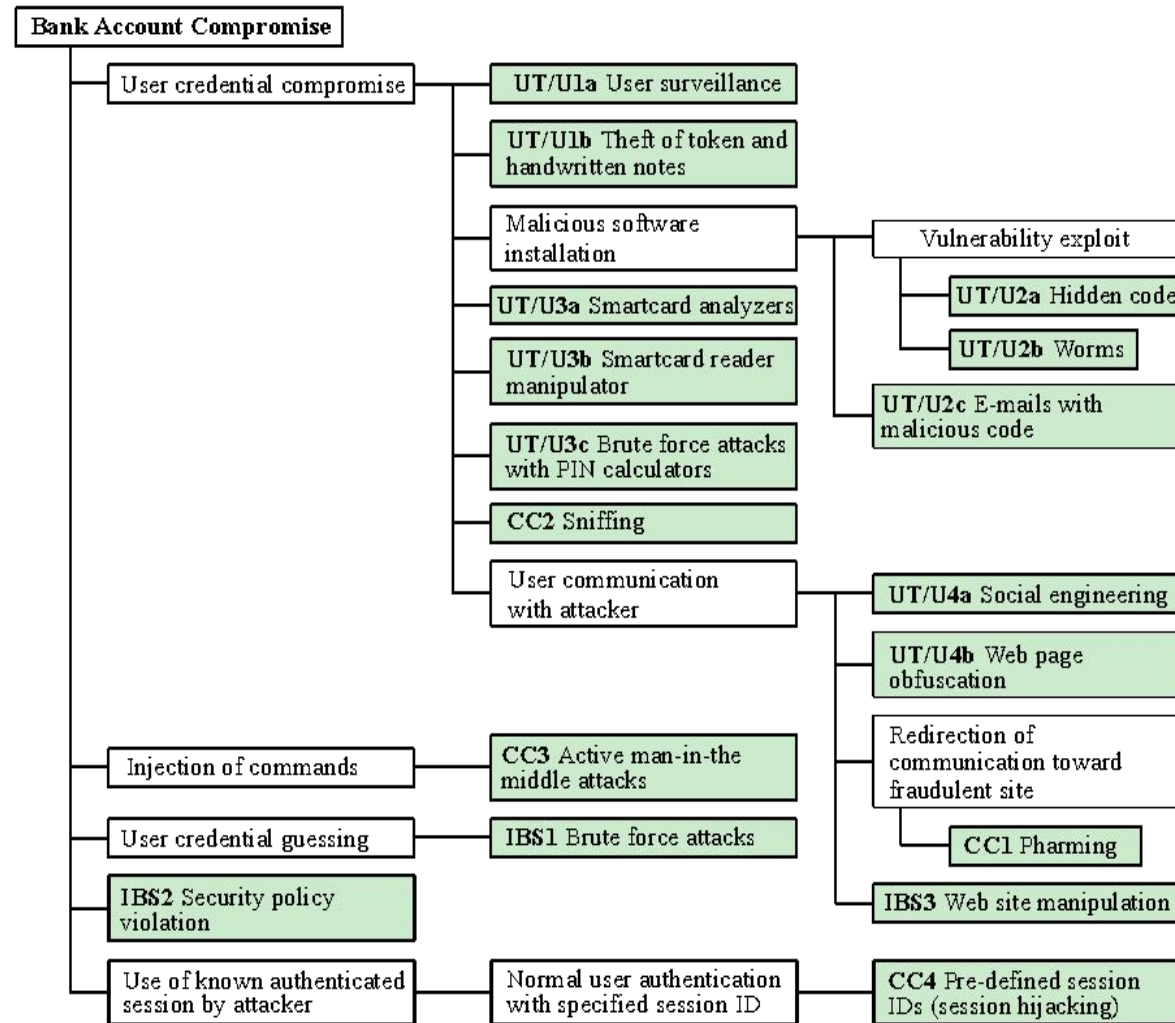 Bank Account Compromise
User credential compromise
UT/U1a User surveillance
UT/U1b Theft of token and
handwritten notes
Malicious software
installation
Vulnerability exploit
UT/U2a Hidden code
UT/U2b Worms
UT/U2c E-mails with
malicious code
UT/U3a Smartcard analyzers
UT/U3b Smartcard reader
manipulator
UT/U3c Brute force attacks
with PIN calculators
CC2 Sniffing
User communication
with attacker
UT/U4a Social engineering
UT/U4b Web page
obfuscation
Redirection of
communication toward
fraudulent site
CC1 Pharming
IBS3 Web site manipulation
Injection of commands
CC3 Active man-in-the
middle attacks
User credential guessing
IBS1 Brute force attacks
IBS2 Security policy
violation
Use of known authenticated
session by attacker
Normal user authentication
with specified session ID
CC4 Pre-defined session
IDs (session hijacking)